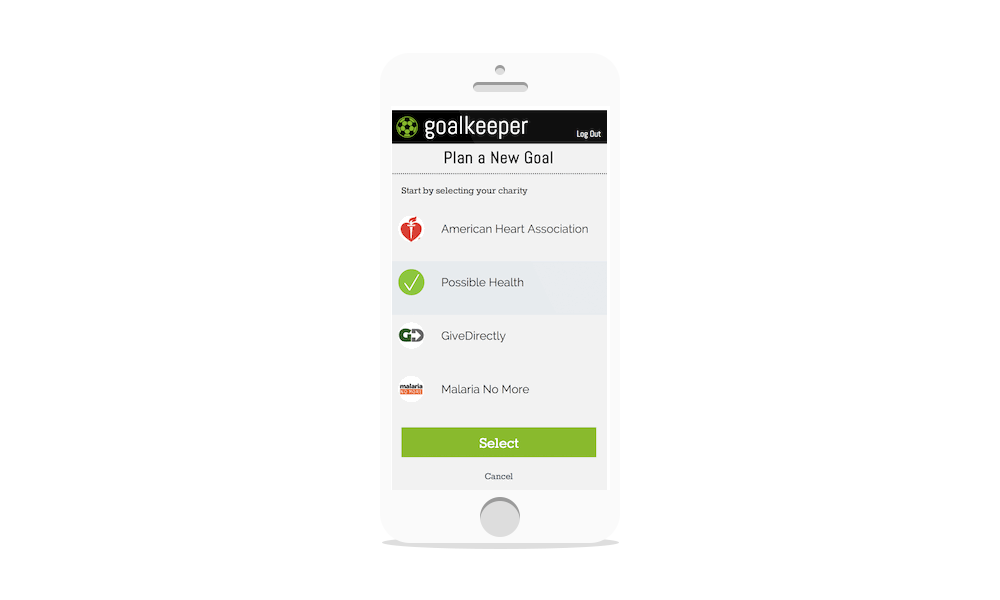 goalkeeper
Log Out
Plan a New Goal
Start by selecting your charity
American Heart Association
Possible Health
GD
GiveDirectly
malaria
NO MORE
Malaria No More
Select
Cancel